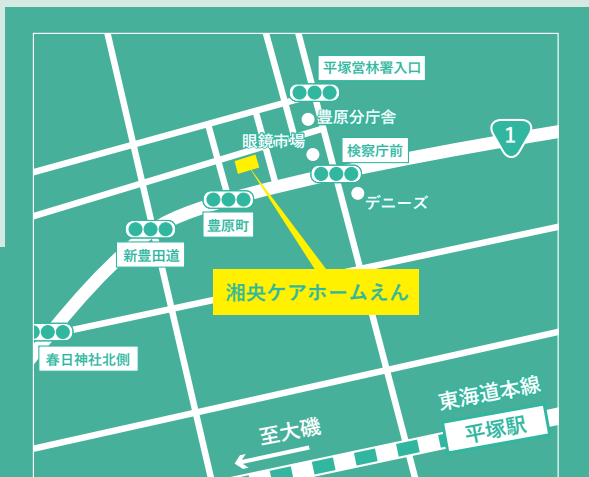 平塚営林署入口
豊原分庁舎
眼鏡市場
検察庁前
1
デニーズ
豊原町
新豊田道
湘央ケアホームえん
春日神社北側
東海道本線
平塚駅
至大磯